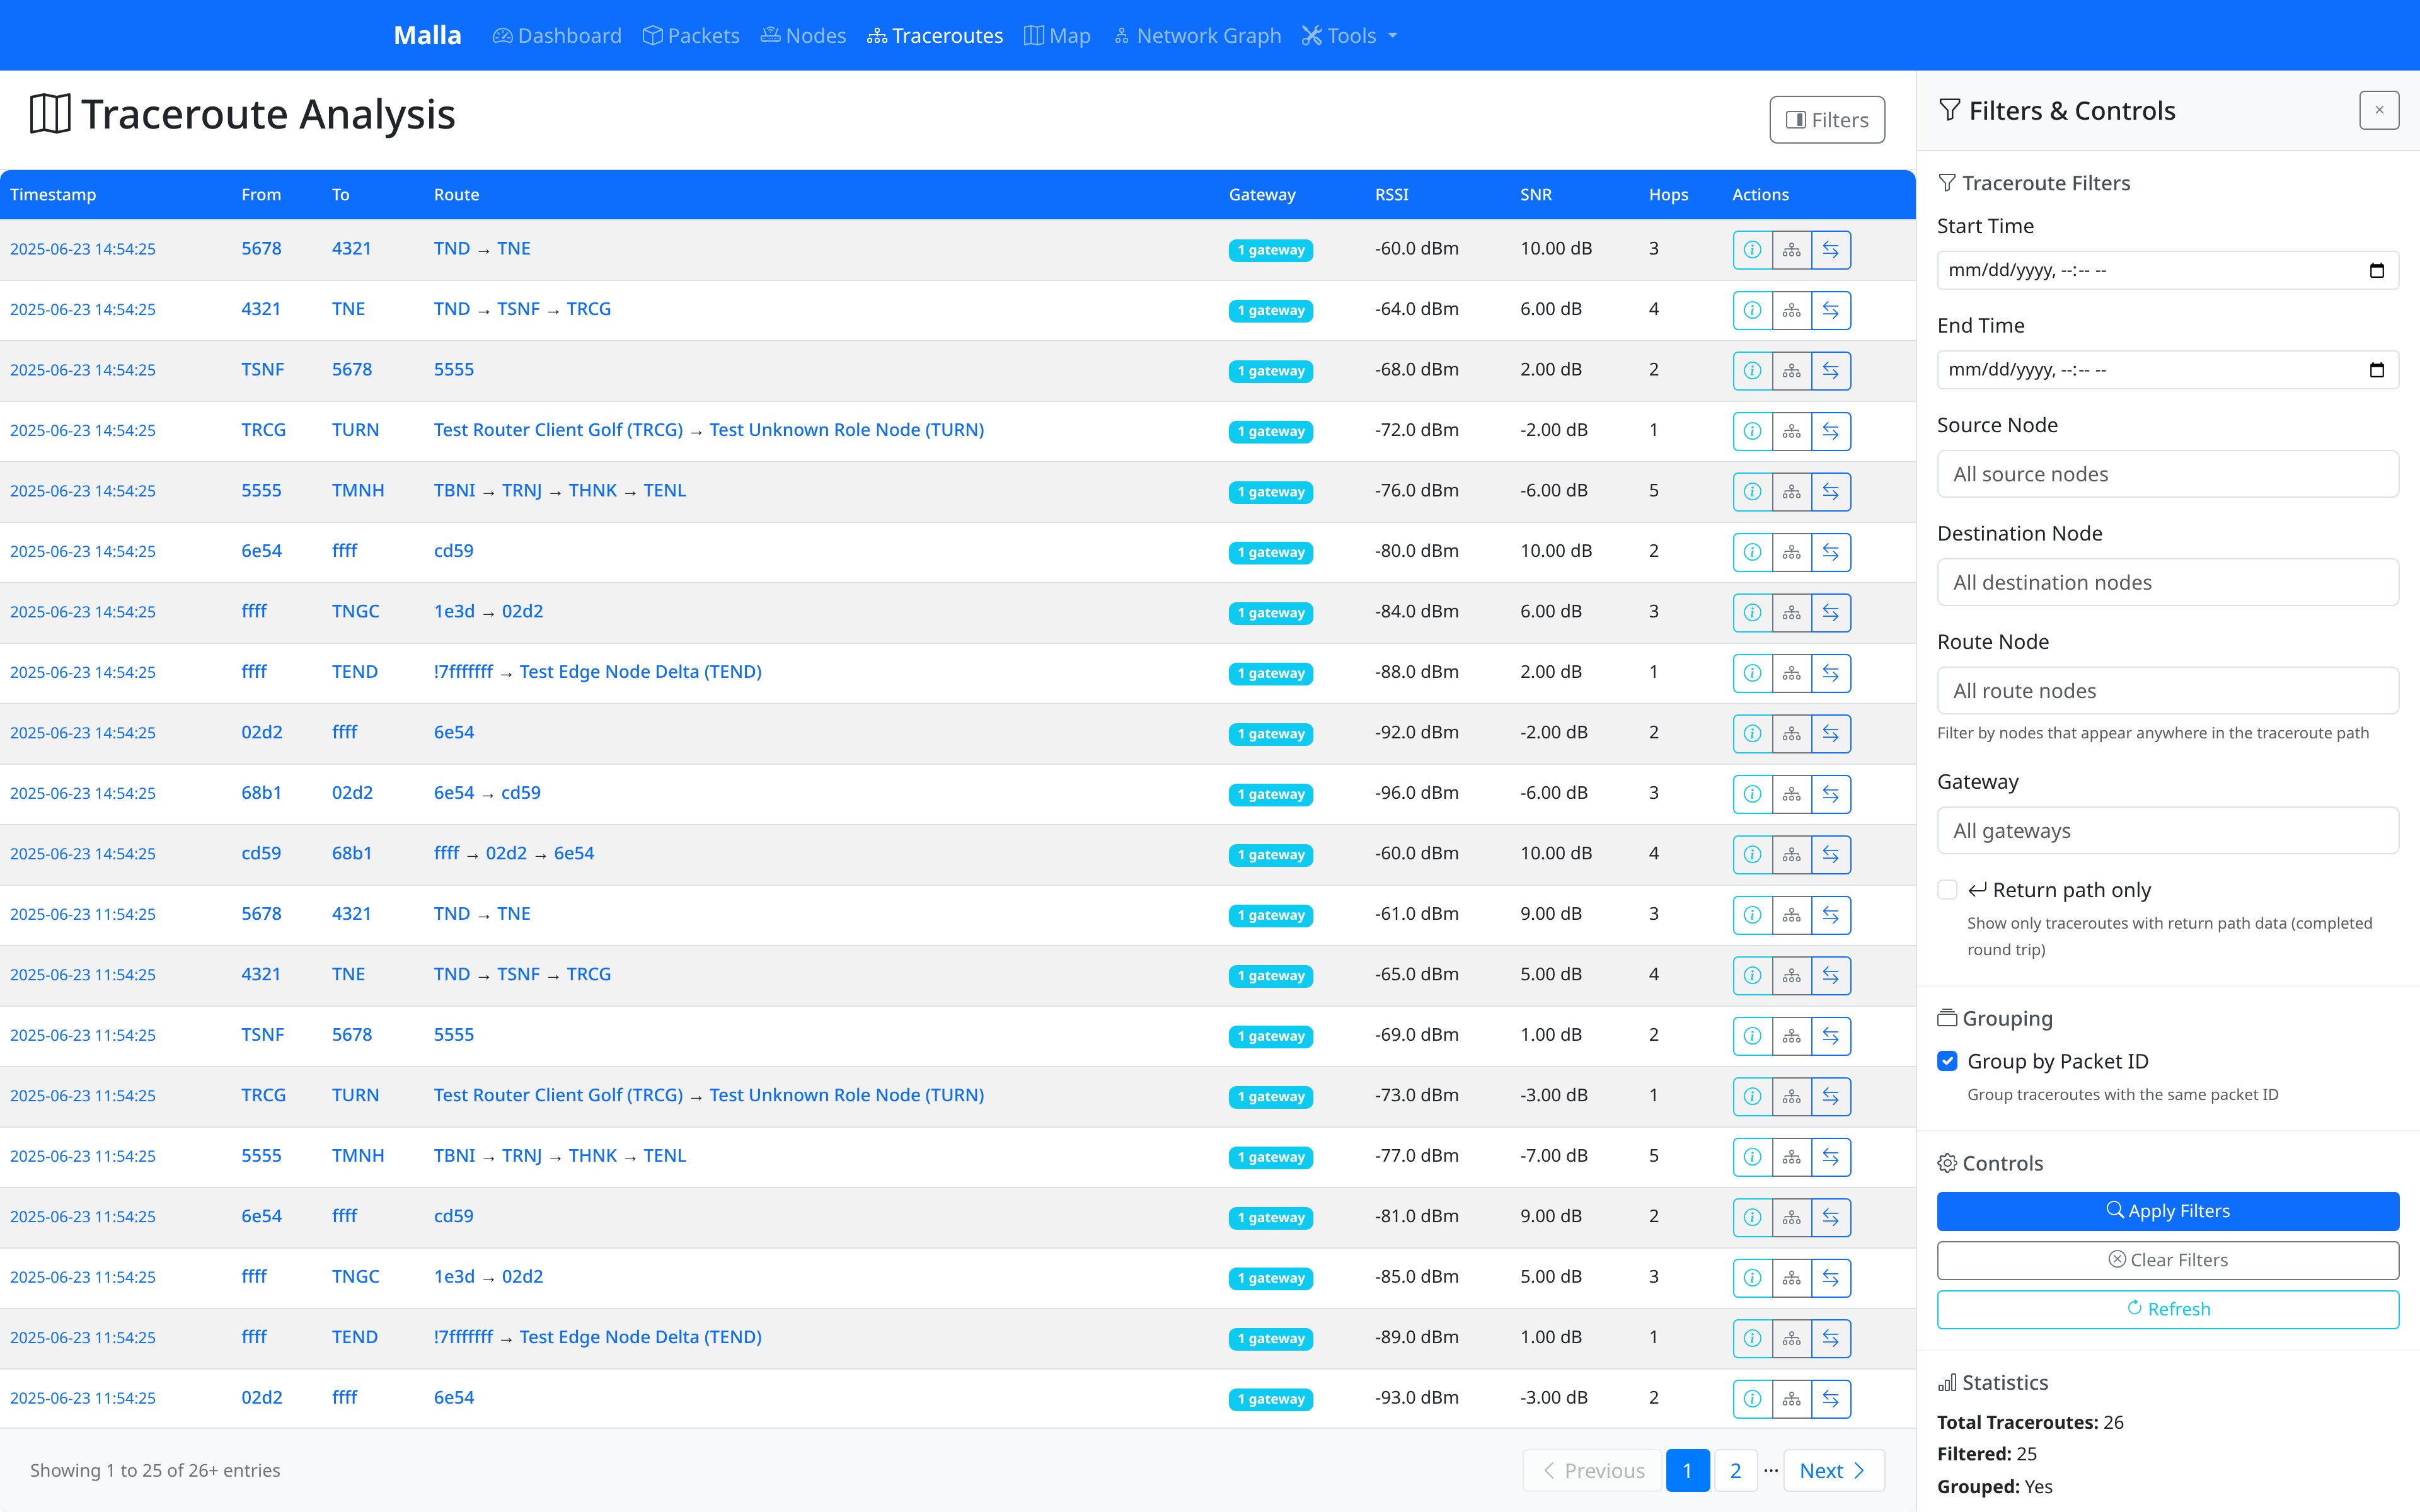 Malla Dashboard Packets Nodes Traceroutes Map Network Graph Tools
Traceroute Analysis
Filters
Timestamp From To Route Gateway RSSI SNR Hops Actions
2025-06-23 14:54:25 5678 4321 TND → TNE 1 gateway -60.0 dBm 10.00 dB 3
2025-06-23 14:54:25 4321 TNE TND → TSNF → TRCG 1 gateway -64.0 dBm 6.00 dB 4
2025-06-23 14:54:25 TSNF 5678 5555 1 gateway -68.0 dBm 2.00 dB 2
2025-06-23 14:54:25 TRCG TURN Test Router Client Golf (TRCG) → Test Unknown Role Node (TURN) 1 gateway -72.0 dBm -2.00 dB 1
2025-06-23 14:54:25 5555 TMNH TBNI → TRNJ → THNK → TENL 1 gateway -76.0 dBm -6.00 dB 5
2025-06-23 14:54:25 6e54 ffff cd59 1 gateway -80.0 dBm 10.00 dB 2
2025-06-23 14:54:25 ffff TNGC 1e3d → 02d2 1 gateway -84.0 dBm 6.00 dB 3
2025-06-23 14:54:25 ffff TEND !7fffffff → Test Edge Node Delta (TEND) 1 gateway -88.0 dBm 2.00 dB 1
2025-06-23 14:54:25 02d2 ffff 6e54 1 gateway -92.0 dBm -2.00 dB 2
2025-06-23 14:54:25 68b1 02d2 6e54 → cd59 1 gateway -96.0 dBm -6.00 dB 3
2025-06-23 14:54:25 cd59 68b1 ffff → 02d2 → 6e54 1 gateway -60.0 dBm 10.00 dB 4
2025-06-23 11:54:25 5678 4321 TND → TNE 1 gateway -61.0 dBm 9.00 dB 3
2025-06-23 11:54:25 4321 TNE TND → TSNF → TRCG 1 gateway -65.0 dBm 5.00 dB 4
2025-06-23 11:54:25 TSNF 5678 5555 1 gateway -69.0 dBm 1.00 dB 2
2025-06-23 11:54:25 TRCG TURN Test Router Client Golf (TRCG) → Test Unknown Role Node (TURN) 1 gateway -73.0 dBm -3.00 dB 1
2025-06-23 11:54:25 5555 TMNH TBNI → TRNJ → THNK → TENL 1 gateway -77.0 dBm -7.00 dB 5
2025-06-23 11:54:25 6e54 ffff cd59 1 gateway -81.0 dBm 9.00 dB 2
2025-06-23 11:54:25 ffff TNGC 1e3d → 02d2 1 gateway -85.0 dBm 5.00 dB 3
2025-06-23 11:54:25 ffff TEND !7fffffff → Test Edge Node Delta (TEND) 1 gateway -89.0 dBm 1.00 dB 1
2025-06-23 11:54:25 02d2 ffff 6e54 1 gateway -93.0 dBm -3.00 dB 2
Showing 1 to 25 of 26+ entries
Previous 1 2 ··· Next
Filters & Controls ×
Traceroute Filters
Start Time
mm/dd/yyyy, --:-- --
End Time
mm/dd/yyyy, --:-- --
Source Node
All source nodes
Destination Node
All destination nodes
Route Node
All route nodes
Filter by nodes that appear anywhere in the traceroute path
Gateway
All gateways
Return path only
Show only traceroutes with return path data (completed
round trip)
Grouping
Group by Packet ID
Group traceroutes with the same packet ID
Controls
Apply Filters
Clear Filters
Refresh
Statistics
Total Traceroutes: 26
Filtered: 25
Grouped: Yes